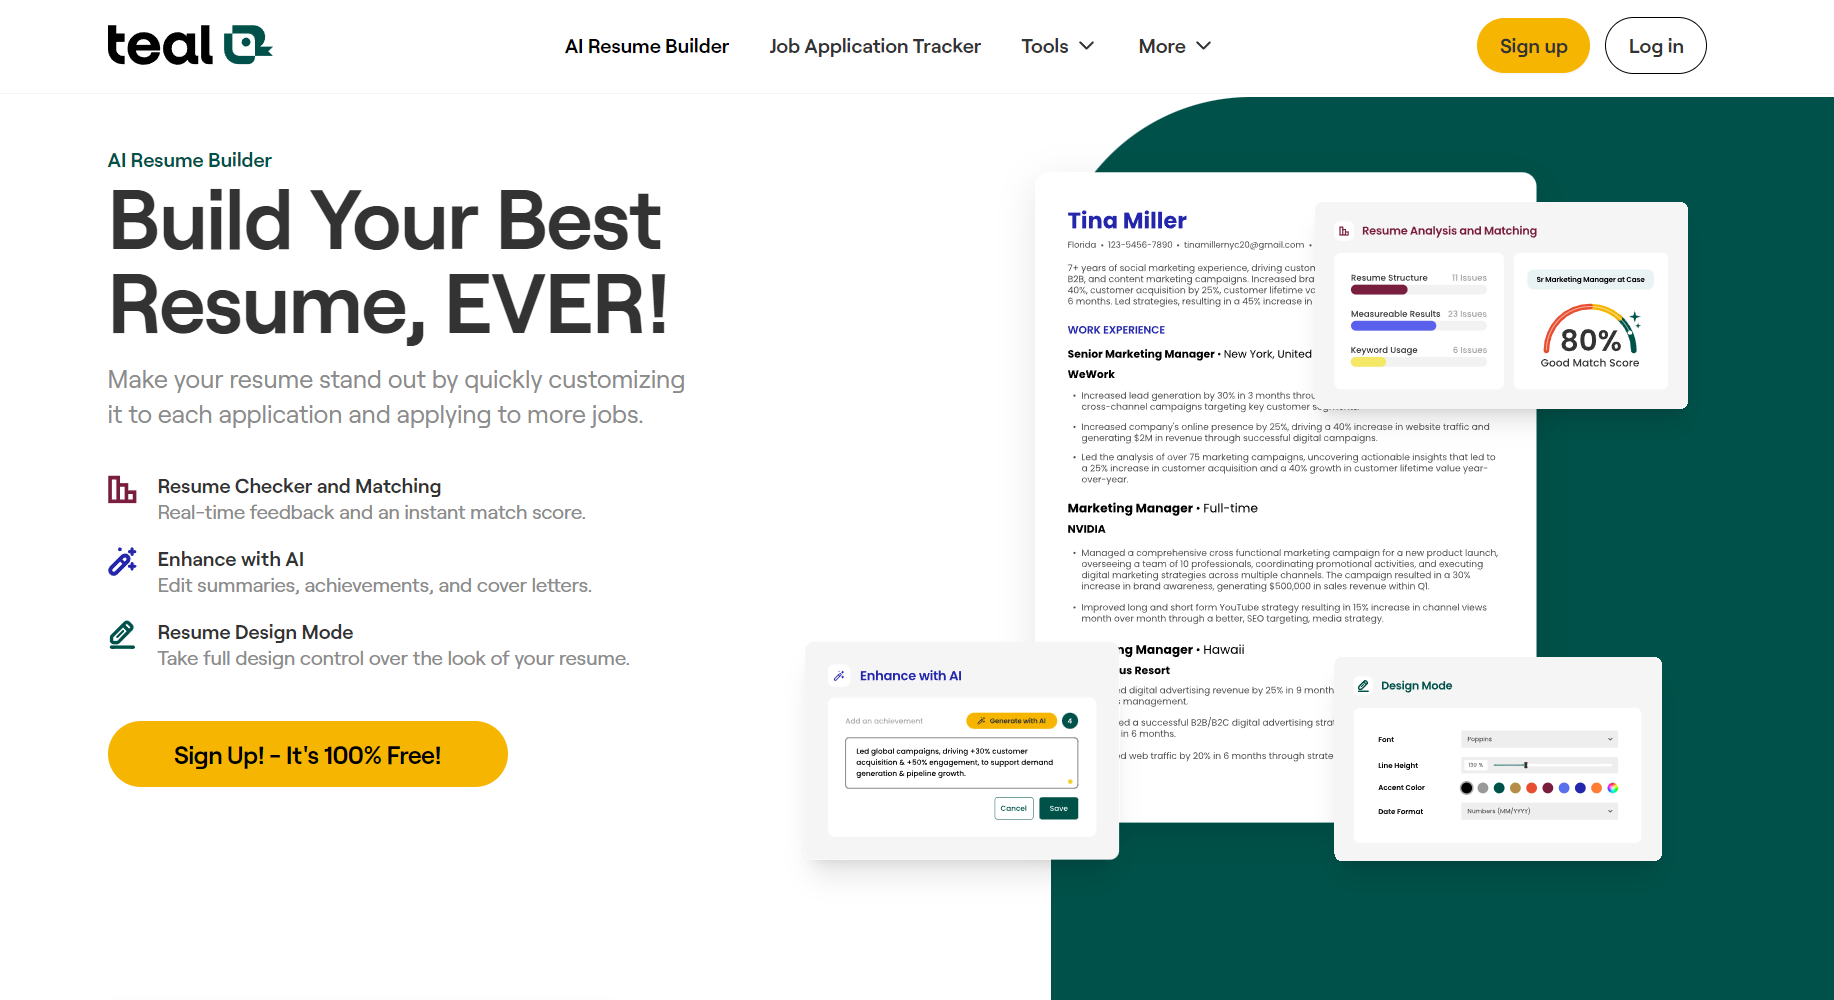 teal
AI Resume Builder
Job Application Tracker
Tools
More
Sign up
Log in
AI Resume Builder
Build Your Best
Resume, EVER!
Make your resume stand out by quickly customizing
it to each application and applying to more jobs.
Resume Checker and Matching
Real-time feedback and an instant match score.
Enhance with AI
Edit summaries, achievements, and cover letters.
Resume Design Mode
Take full design control over the look of your resume.
Sign Up! - It's 100% Free!
Tina Miller
Florida • 123-5456-7890 • tinamillernyc20@gmail.com •
7+ years of social marketing experience, driving custom
B2B, and content marketing campaigns. Increased bra
40%, customer acquisition by 25%, customer lifetime va
6 months. Led strategies, resulting in a 45% increase in
WORK EXPERIENCE
Senior Marketing Manager • New York, United
WeWork
• Increased lead generation by 30% in 3 months throu
cross-channel campaigns targeting key customer segments.
• Increased company's online presence by 25%, driving a 40% increase in website traffic and
generating $2M in revenue through successful digital campaigns.
• Led the analysis of over 75 marketing campaigns, uncovering actionable insights that led to
a 25% increase in customer acquisition and a 40% growth in customer lifetime value year-
over-year.
Marketing Manager • Full-time
NVIDIA
• Managed a comprehensive cross functional marketing campaign for a new product launch,
overseeing a team of 10 professionals, coordinating promotional activities, and executing
digital marketing strategies across multiple channels. The campaign resulted in a 30%
increase in brand awareness, generating $500,000 in sales revenue within Q1.
• Improved long and short form YouTube strategy resulting in 15% increase in channel views
month over month through a better, SEO targeting, media strategy.
ng Manager • Hawaii
us Resort
ed digital advertising revenue by 25% in 9 month
s management.
ed a successful B2B/B2C digital advertising strat
in 6 months.
ed web traffic by 20% in 6 months through strate
Resume Analysis and Matching
Resume Structure 11 Issues
Measureable Results 23 Issues
Keyword Usage 6 Issues
Sr Marketing Manager at Case
80%
Good Match Score
Enhance with AI
Add an achievement
Generate with AI
4
Led global campaigns, driving +30% customer
acquisition & +50% engagement, to support demand
generation & pipeline growth.
Cancel
Save
Design Mode
Font
Poppins
Line Height
130 %
Accent Color
Date Format
Numbers (MM/YYYY)